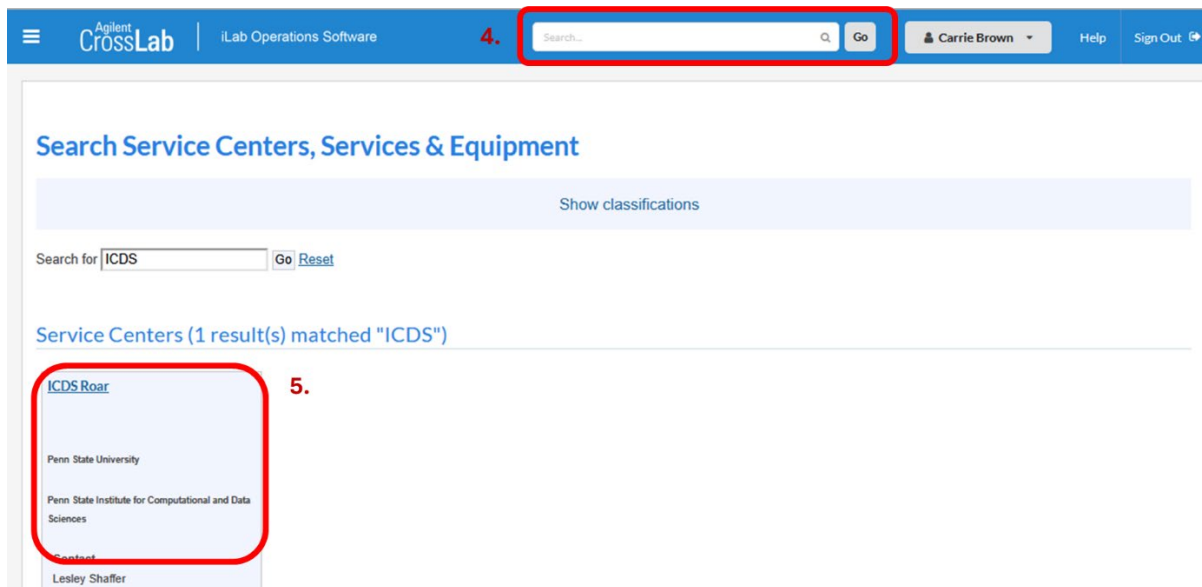 Agilent
CrossLab
iLab Operations Software
4.
Search...
Go
Carrie Brown
Help
Sign Out
Search Service Centers, Services & Equipment
Show classifications
Search for ICDS Go Reset
Service Centers (1 result(s) matched "ICDS")
ICDS Roar
5.
Penn State University
Penn State Institute for Computational and Data
Sciences
Contact
Lesley Shaffer